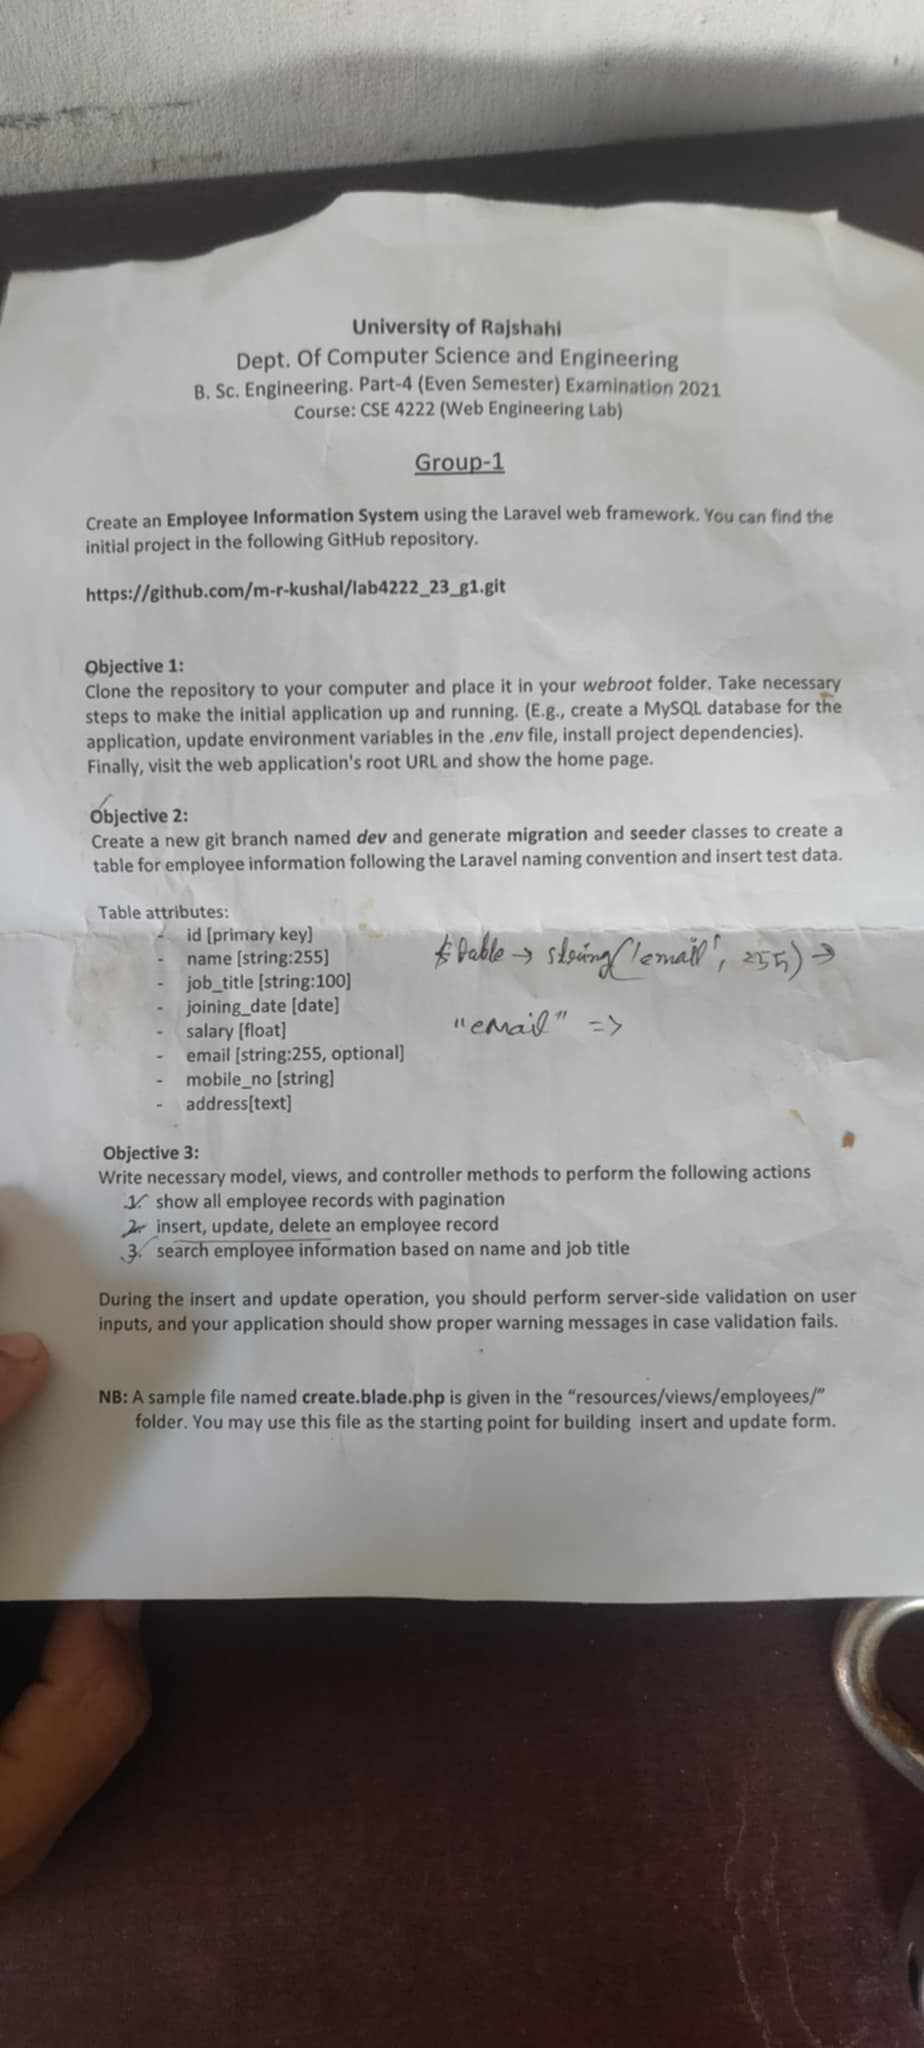 University of Rajshahi
Dept. Of Computer Science and Engineering
B. Sc. Engineering. Part-4 (Even Semester) Examination 2021
Course: CSE 4222 (Web Engineering Lab)
Group-1
Create an Employee Information System using the Laravel web framework. You can find the
initial project in the following GitHub repository.
https://github.com/m-r-kushal/lab4222_23_g1.git
Objective 1:
Clone the repository to your computer and place it in your webroot folder. Take necessary
steps to make the initial application up and running. (E.g., create a MySQL database for the
application, update environment variables in the .env file, install project dependencies).
Finally, visit the web application's root URL and show the home page.
Objective 2:
Create a new git branch named dev and generate migration and seeder classes to create a
table for employee information following the Laravel naming convention and insert test data.
Table attributes:
- id [primary key]
- name [string:255]
- job_title [string:100]
- joining_date [date]
- salary [float]
- email [string:255, optional]
- mobile_no [string]
- address[text]
$table → string('email', 255) →
"email" =>
Objective 3:
Write necessary model, views, and controller methods to perform the following actions
1. show all employee records with pagination
2. insert, update, delete an employee record
3. search employee information based on name and job title
During the insert and update operation, you should perform server-side validation on user
inputs, and your application should show proper warning messages in case validation fails.
NB: A sample file named create.blade.php is given in the “resources/views/employees/”
folder. You may use this file as the starting point for building insert and update form.